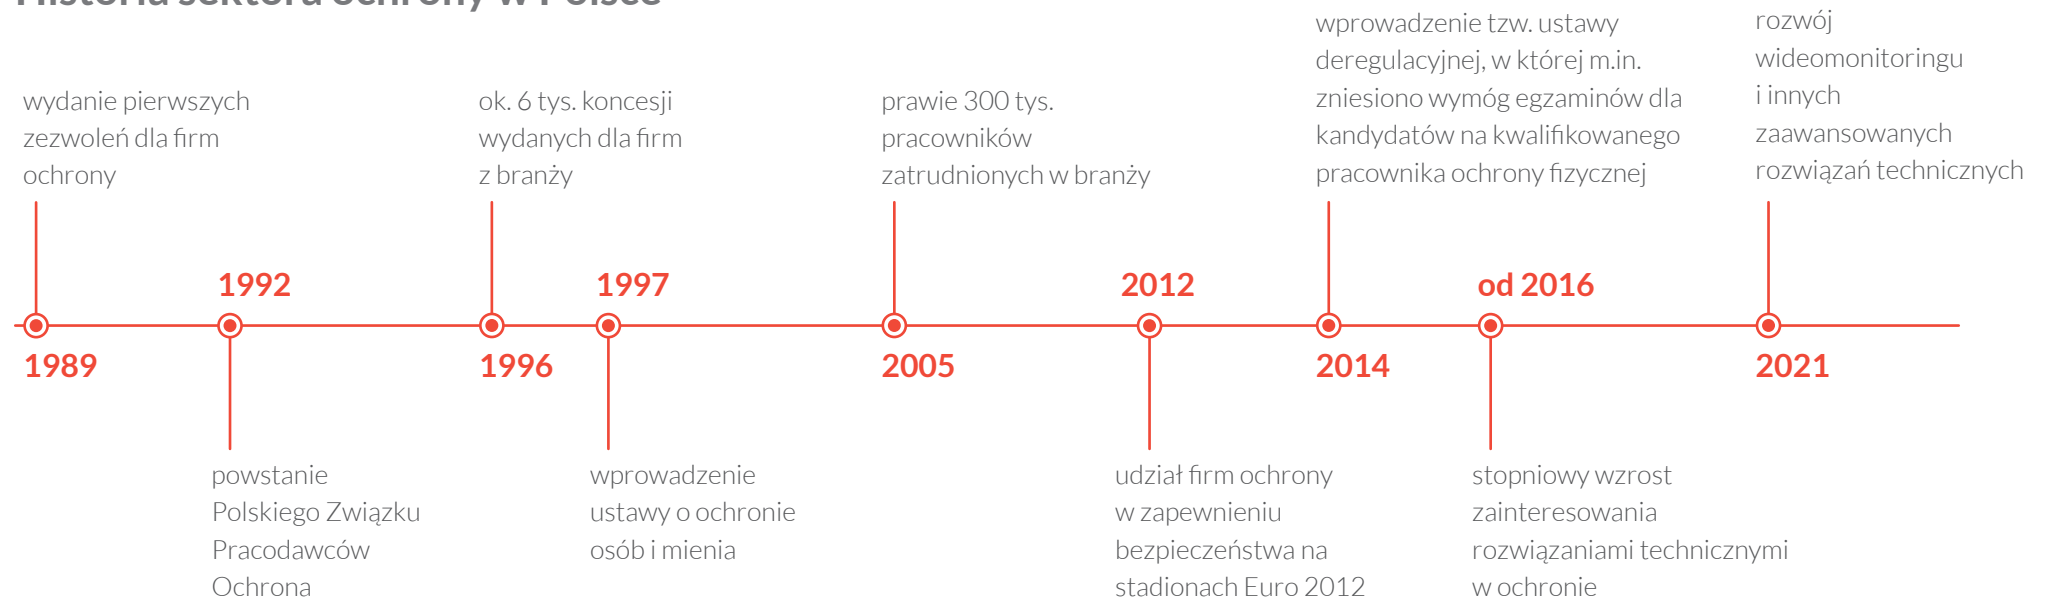 Historia sektora ochrony w Polsce
wydanie pierwszych
zezwoleń dla firm
ochrony
1989
1992
powstanie
Polskiego Związku
Pracodawców
Ochrona
ok. 6 tys. koncesji
wydanych dla firm
z branży
1996
1997
wprowadzenie
ustawy o ochronie
osób i mienia
prawie 300 tys.
pracowników
zatrudnionych w branży
2005
2012
udział firm ochrony
w zapewnieniu
bezpieczeństwa na
stadionach Euro 2012
wprowadzenie tzw. ustawy
deregulacyjnej, w której m.in.
zniesiono wymóg egzaminów dla
kandydatów na kwalifikowanego
pracownika ochrony fizycznej
2014
od 2016
stopniowy wzrost
zainteresowania
rozwiązaniami technicznymi
w ochronie
rozwój
wideomonitoringu
i innych
zaawansowanych
rozwiązań technicznych
2021